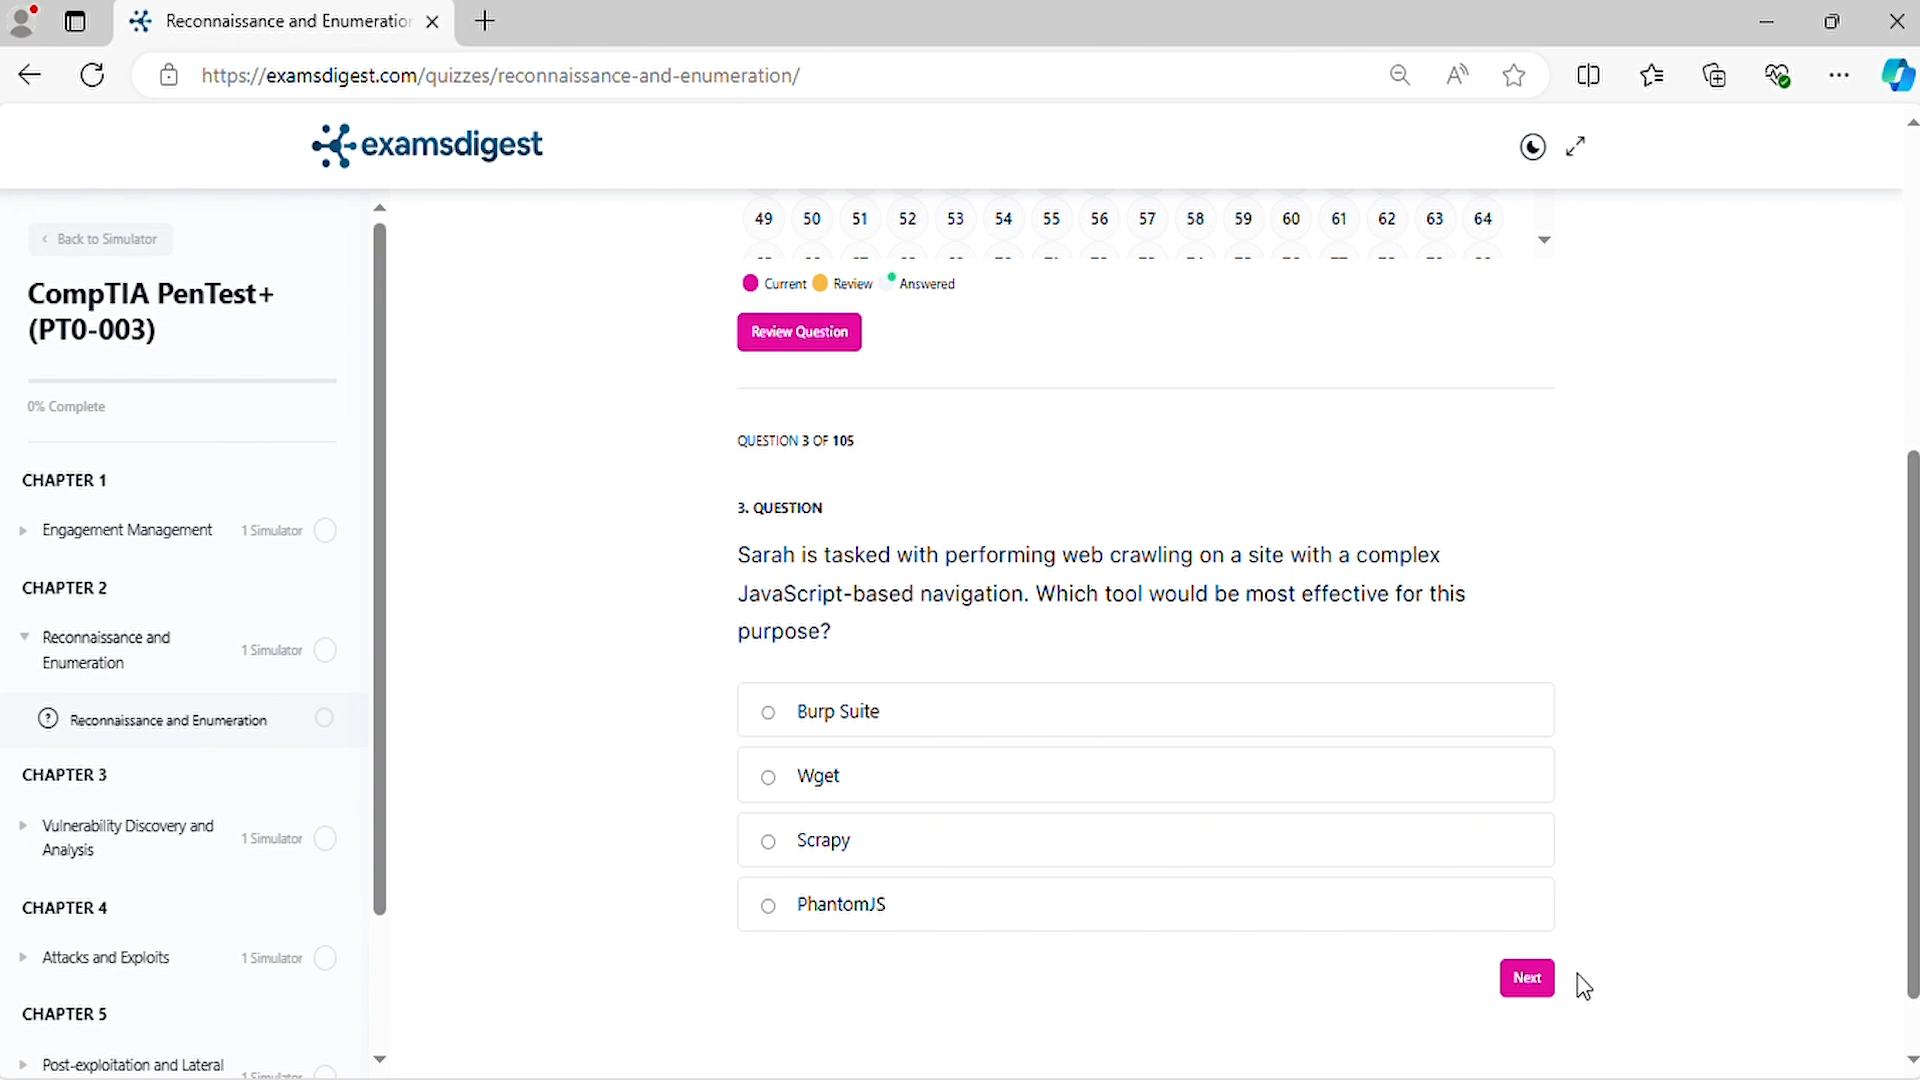 Reconnaissance and Enumeration
https://examsdigest.com/quizzes/reconnaissance-and-enumeration/
examsdigest
Back to Simulator
CompTIA PenTest+
(PT0-003)
0% Complete
CHAPTER 1
Engagement Management 1 Simulator
CHAPTER 2
Reconnaissance and
Enumeration
1 Simulator
Reconnaissance and Enumeration
CHAPTER 3
Vulnerability Discovery and
Analysis
1 Simulator
CHAPTER 4
Attacks and Exploits 1 Simulator
CHAPTER 5
Post-exploitation and Lateral
1 Simulator
49 50 51 52 53 54 55 56 57 58 59 60 61 62 63 64
Current Review Answered
Review Question
QUESTION 3 OF 105
3. QUESTION
Sarah is tasked with performing web crawling on a site with a complex
JavaScript-based navigation. Which tool would be most effective for this
purpose?
Burp Suite
Wget
Scrapy
PhantomJS
Next